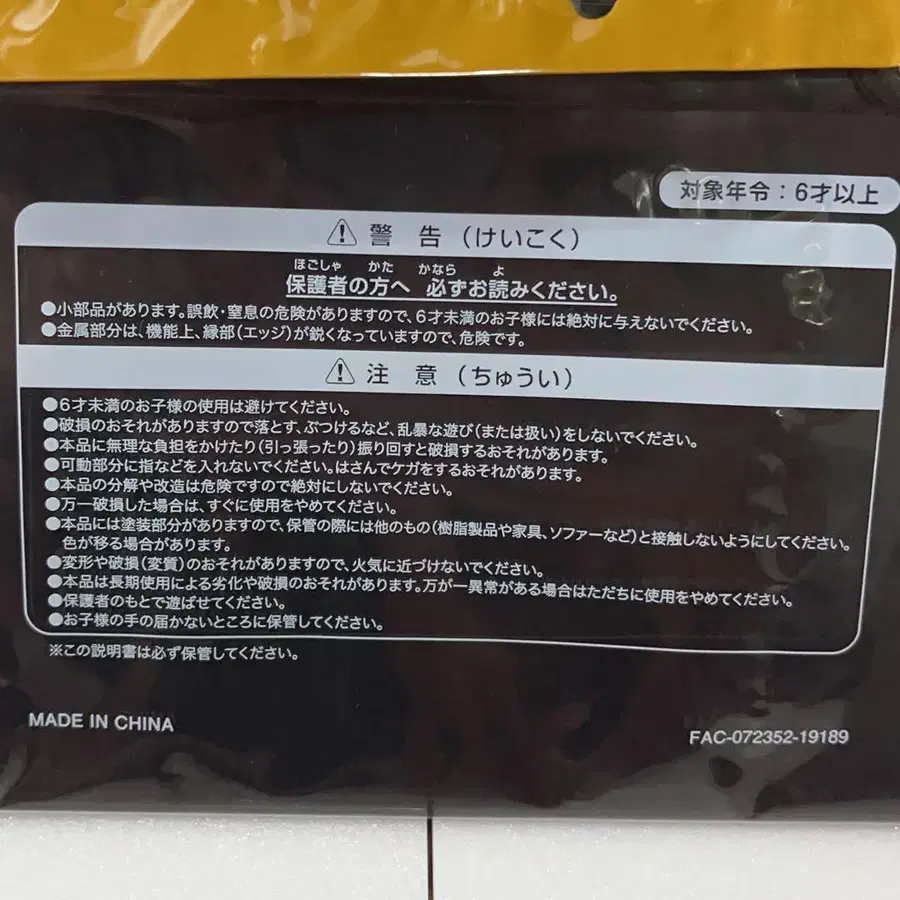 対象年令：6才以上
⚠ 警 告 （けいこく）
ほごしゃ かた かなら よ
保護者の方へ 必ずお読みください。
●小部品があります。誤飲・窒息の危険がありますので、6才未満のお子様には絶対に与えないでください。
●金属部分は、機能上、縁部（エッジ）が鋭くなっていますので、危険です。
⚠ 注 意 （ちゅうい）
●6才未満のお子様の使用は避けてください。
●破損のおそれがありますので落とす、ぶつけるなど、乱暴な遊び（または扱い）をしないでください。
●本品に無理な負担をかけたり（引っ張ったり）振り回すと破損するおそれがあります。
●可動部分に指などを入れないでください。はさんでケガをするおそれがあります。
●本品の分解や改造は危険ですので絶対にしないでください。
●万一破損した場合は、すぐに使用をやめてください。
●本品には塗装部分がありますので、保管の際には他のもの（樹脂製品や家具、ソファーなど）と接触しないようにしてください。
色が移る場合があります。
●変形や破損（変質）のおそれがありますので、火気に近づけないでください。
●本品は長期使用による劣化や破損のおそれがあります。万が一異常がある場合はただちに使用をやめてください。
●保護者のもとで遊ばせてください。
●お子様の手の届かないところに保管してください。
※この説明書は必ず保管してください。
MADE IN CHINA
FAC-072352-19189